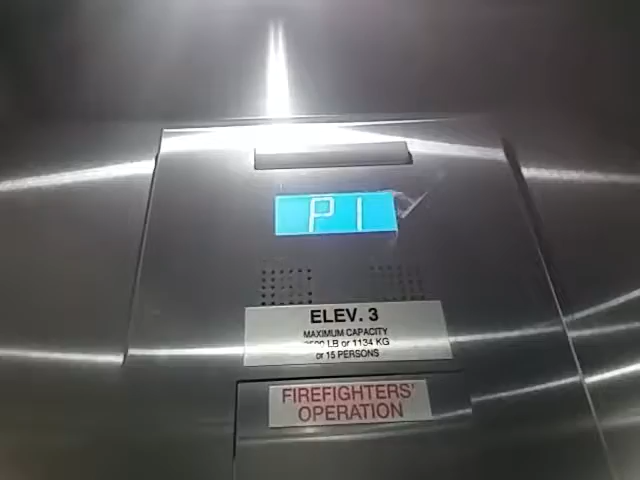 P1
ELEV. 3
MAXIMUM CAPACITY
LB or 1134 KG
or 15 PERSONS
FIREFIGHTERS'
OPERATION